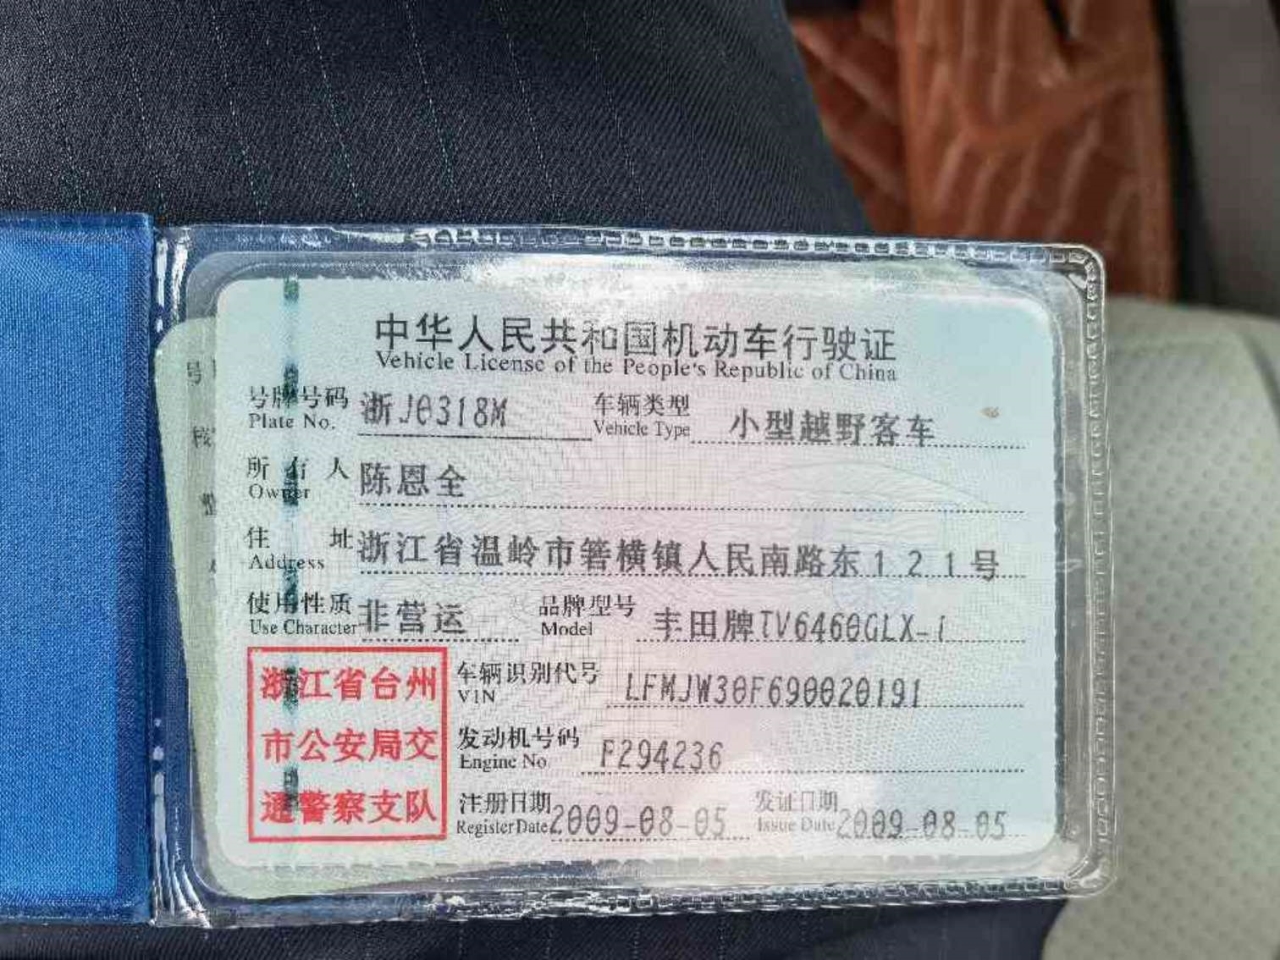 中华人民共和国机动车行驶证
Vehicle License of the People's Republic of China
号牌号码 浙J0318M 车辆类型 小型越野客车
Plate No. Vehicle Type
所有人 陈恩全
Owner
住址 浙江省温岭市箬横镇人民南路东121号
Address
使用性质 非营运 品牌型号 丰田牌TV6460GLX-i
Use Character Model
浙江省台州
市公安局交
通警察支队
车辆识别代号 LFMJW30F690020191
VIN
发动机号码 F294236
Engine No.
注册日期 2009-08-05 发证日期 2009-08-05
Register Date Issue Date
号
核